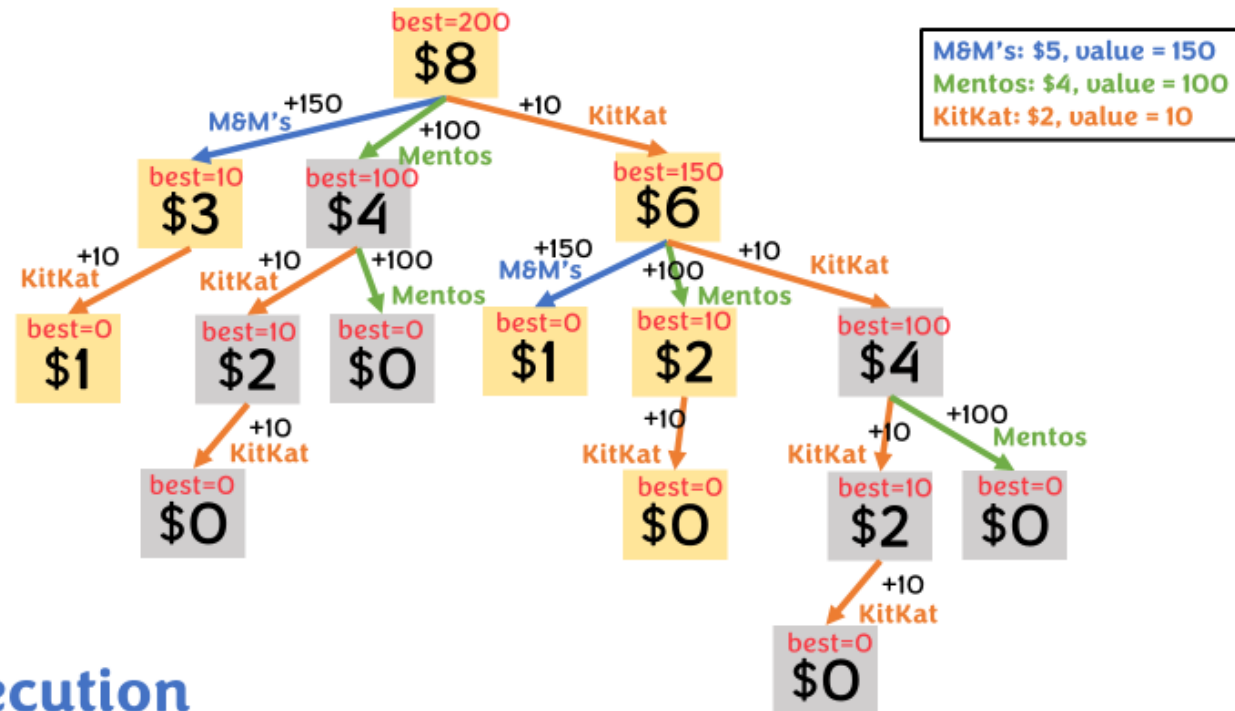 best=200
$8
M&M's: $5, value = 150
Mentos: $4, value = 100
KitKat: $2, value = 10
+150
M&M's
+100
Mentos
+10
KitKat
best=10
$3
best=100
$4
best=150
$6
+10
KitKat
+10
KitKat
+100
Mentos
+150
M&M's
+100
Mentos
+10
KitKat
best=0
$1
best=10
$2
best=0
$0
best=0
$1
best=10
$2
best=100
$4
+10
KitKat
+10
KitKat
+10
KitKat
+100
Mentos
best=0
$0
best=0
$0
best=10
$2
best=0
$0
+10
KitKat
best=0
$0
ecution